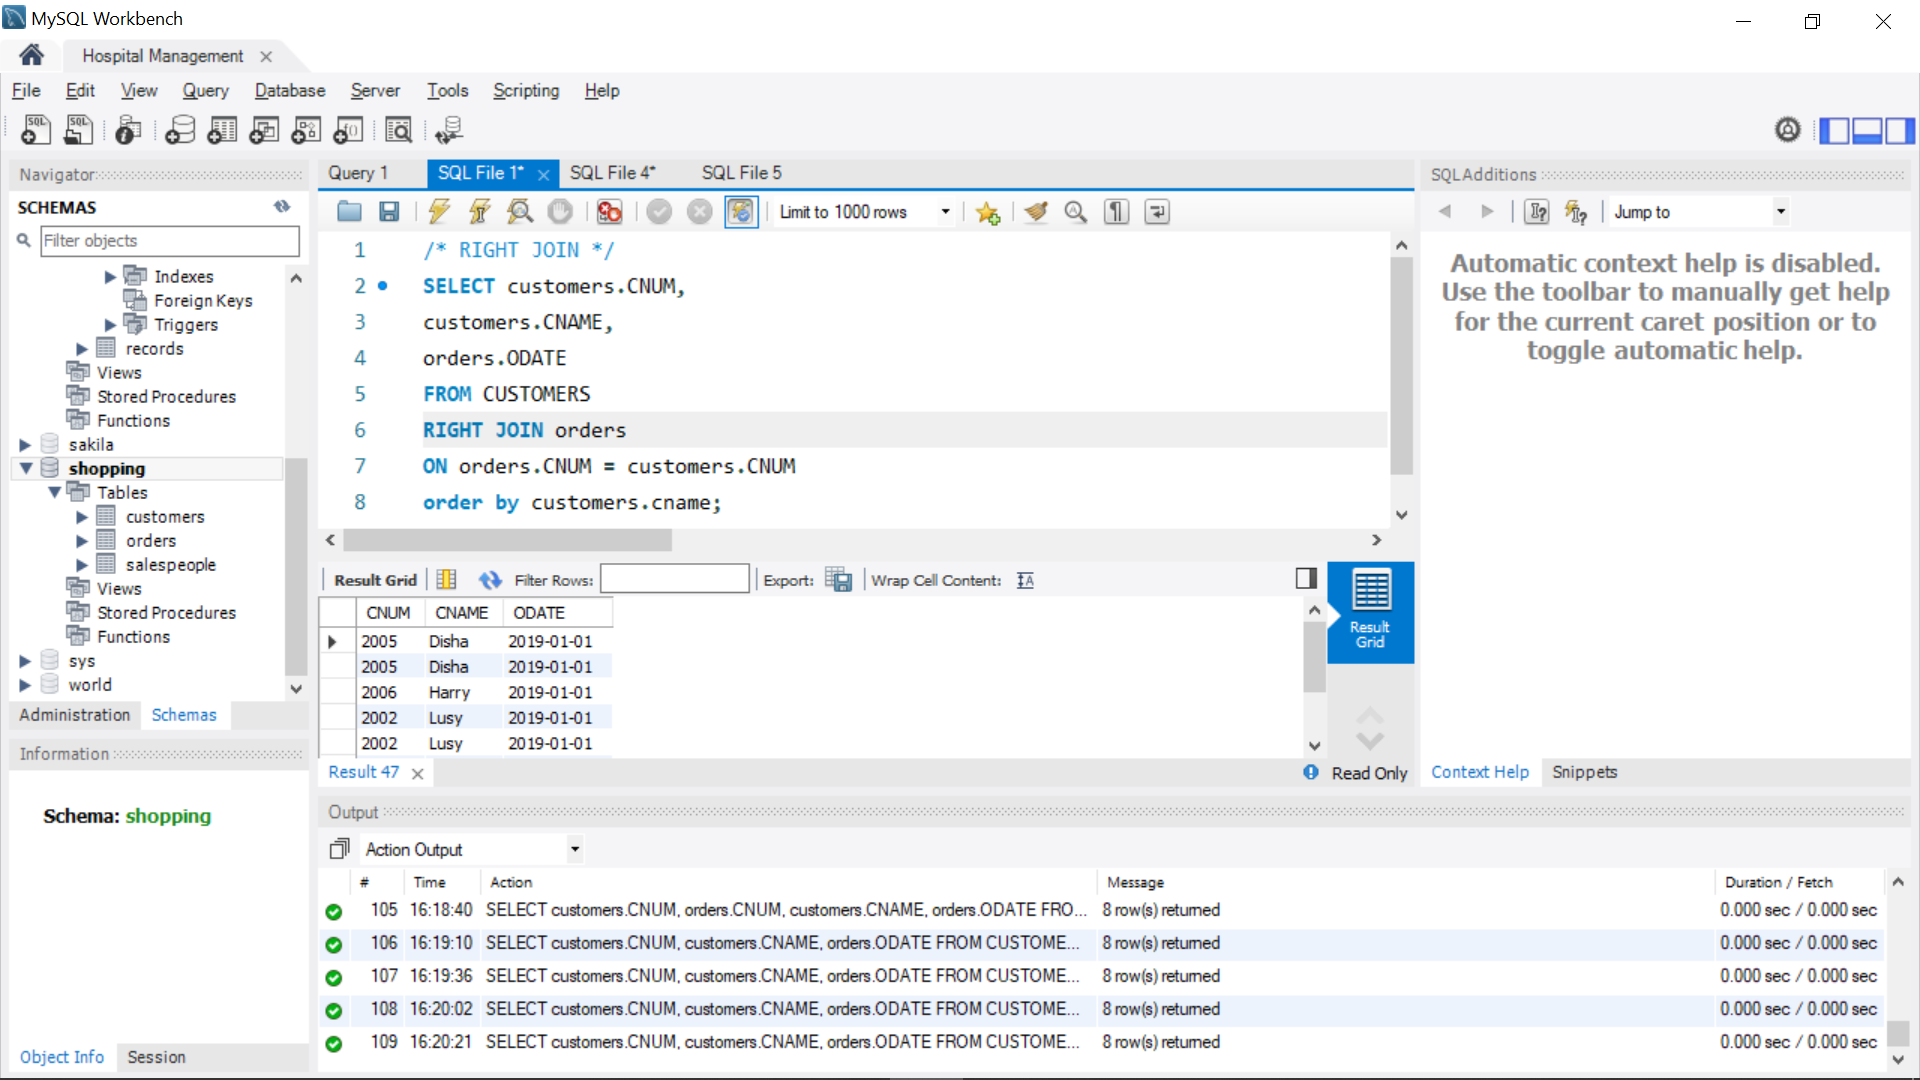 MySQL Workbench
Hospital Management
File Edit View Query Database Server Tools Scripting Help
Navigator
SCHEMAS
Filter objects
Indexes
Foreign Keys
Triggers
records
Views
Stored Procedures
Functions
sakila
shopping
Tables
customers
orders
salespeople
Views
Stored Procedures
Functions
sys
world
Administration Schemas
Information
Schema: shopping
Object Info Session
Query 1 SQL File 1* SQL File 4* SQL File 5
Limit to 1000 rows
1 /* RIGHT JOIN */
2 SELECT customers.CNUM,
3 customers.CNAME,
4 orders.ODATE
5 FROM CUSTOMERS
6 RIGHT JOIN orders
7 ON orders.CNUM = customers.CNUM
8 order by customers.cname;
Result Grid Filter Rows: Export: Wrap Cell Content:
CNUM CNAME ODATE
2005 Disha 2019-01-01
2005 Disha 2019-01-01
2006 Harry 2019-01-01
2002 Lusy 2019-01-01
2002 Lusy 2019-01-01
Result
Grid
Result 47
Read Only
SQLAdditions
Jump to
Automatic context help is disabled.
Use the toolbar to manually get help
for the current caret position or to
toggle automatic help.
Context Help Snippets
Output
Action Output
# Time Action Message Duration / Fetch
105 16:18:40 SELECT customers.CNUM, orders.CNUM, customers.CNAME, orders.ODATE FRO... 8 row(s) returned 0.000 sec / 0.000 sec
106 16:19:10 SELECT customers.CNUM, customers.CNAME, orders.ODATE FROM CUSTOME... 8 row(s) returned 0.000 sec / 0.000 sec
107 16:19:36 SELECT customers.CNUM, customers.CNAME, orders.ODATE FROM CUSTOME... 8 row(s) returned 0.000 sec / 0.000 sec
108 16:20:02 SELECT customers.CNUM, customers.CNAME, orders.ODATE FROM CUSTOME... 8 row(s) returned 0.000 sec / 0.000 sec
109 16:20:21 SELECT customers.CNUM, customers.CNAME, orders.ODATE FROM CUSTOME... 8 row(s) returned 0.000 sec / 0.000 sec